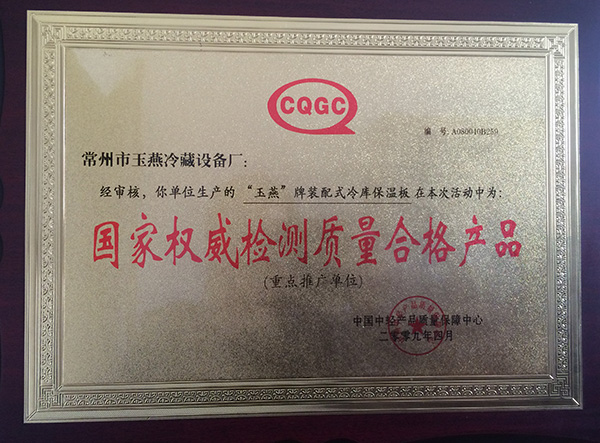 CQGC
编 号: A080040B259
常州市玉燕冷藏设备厂：
经审核，你单位生产的 “玉燕”牌装配式冷库保温板 在本次活动中为：
国家权威检测质量合格产品
(重点推广单位)
中国中轻产品质量保障中心
二零零九年四月